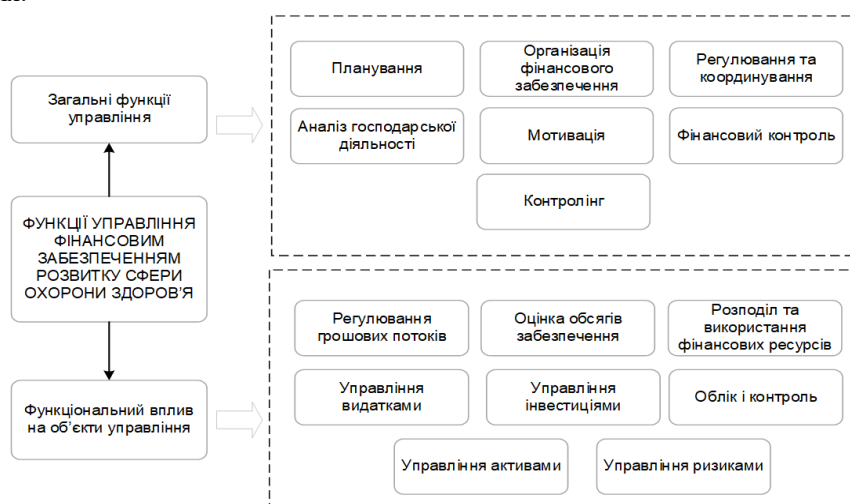 Планування
Організація
фінансового
забезпечення
Регулювання та
координування
Загальні функції
управління
Аналіз господарської
діяльності
Мотивація
Фінансовий контроль
Контролінг
ФУНКЦІЇ УПРАВЛІННЯ
ФІНАНСОВИМ
ЗАБЕЗПЕЧЕННЯМ
РОЗВИТКУ СФЕРИ
ОХОРОНИ ЗДОРОВ'Я
Регулювання
грошових потоків
Оцінка обсягів
забезпечення
Розподіл та
використання
фінансових ресурсів
Функціональний вплив
на об'єкти управління
Управління
видатками
Управління
інвестиціями
Облік і контроль
Управління активами
Управління ризиками